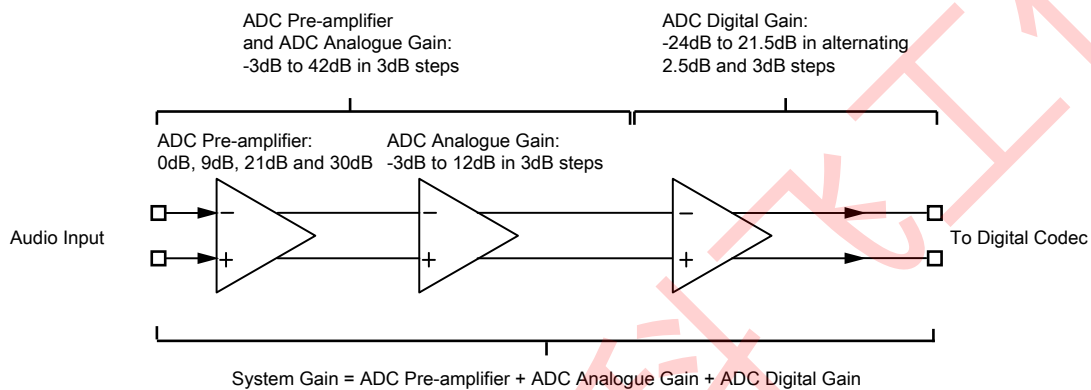 ADC Pre-amplifier
and ADC Analogue Gain:
-3dB to 42dB in 3dB steps
ADC Digital Gain:
-24dB to 21.5dB in alternating
2.5dB and 3dB steps
ADC Pre-amplifier:
0dB, 9dB, 21dB and 30dB
ADC Analogue Gain:
-3dB to 12dB in 3dB steps
Audio Input
− + − + − +
To Digital Codec
System Gain = ADC Pre-amplifier + ADC Analogue Gain + ADC Digital Gain